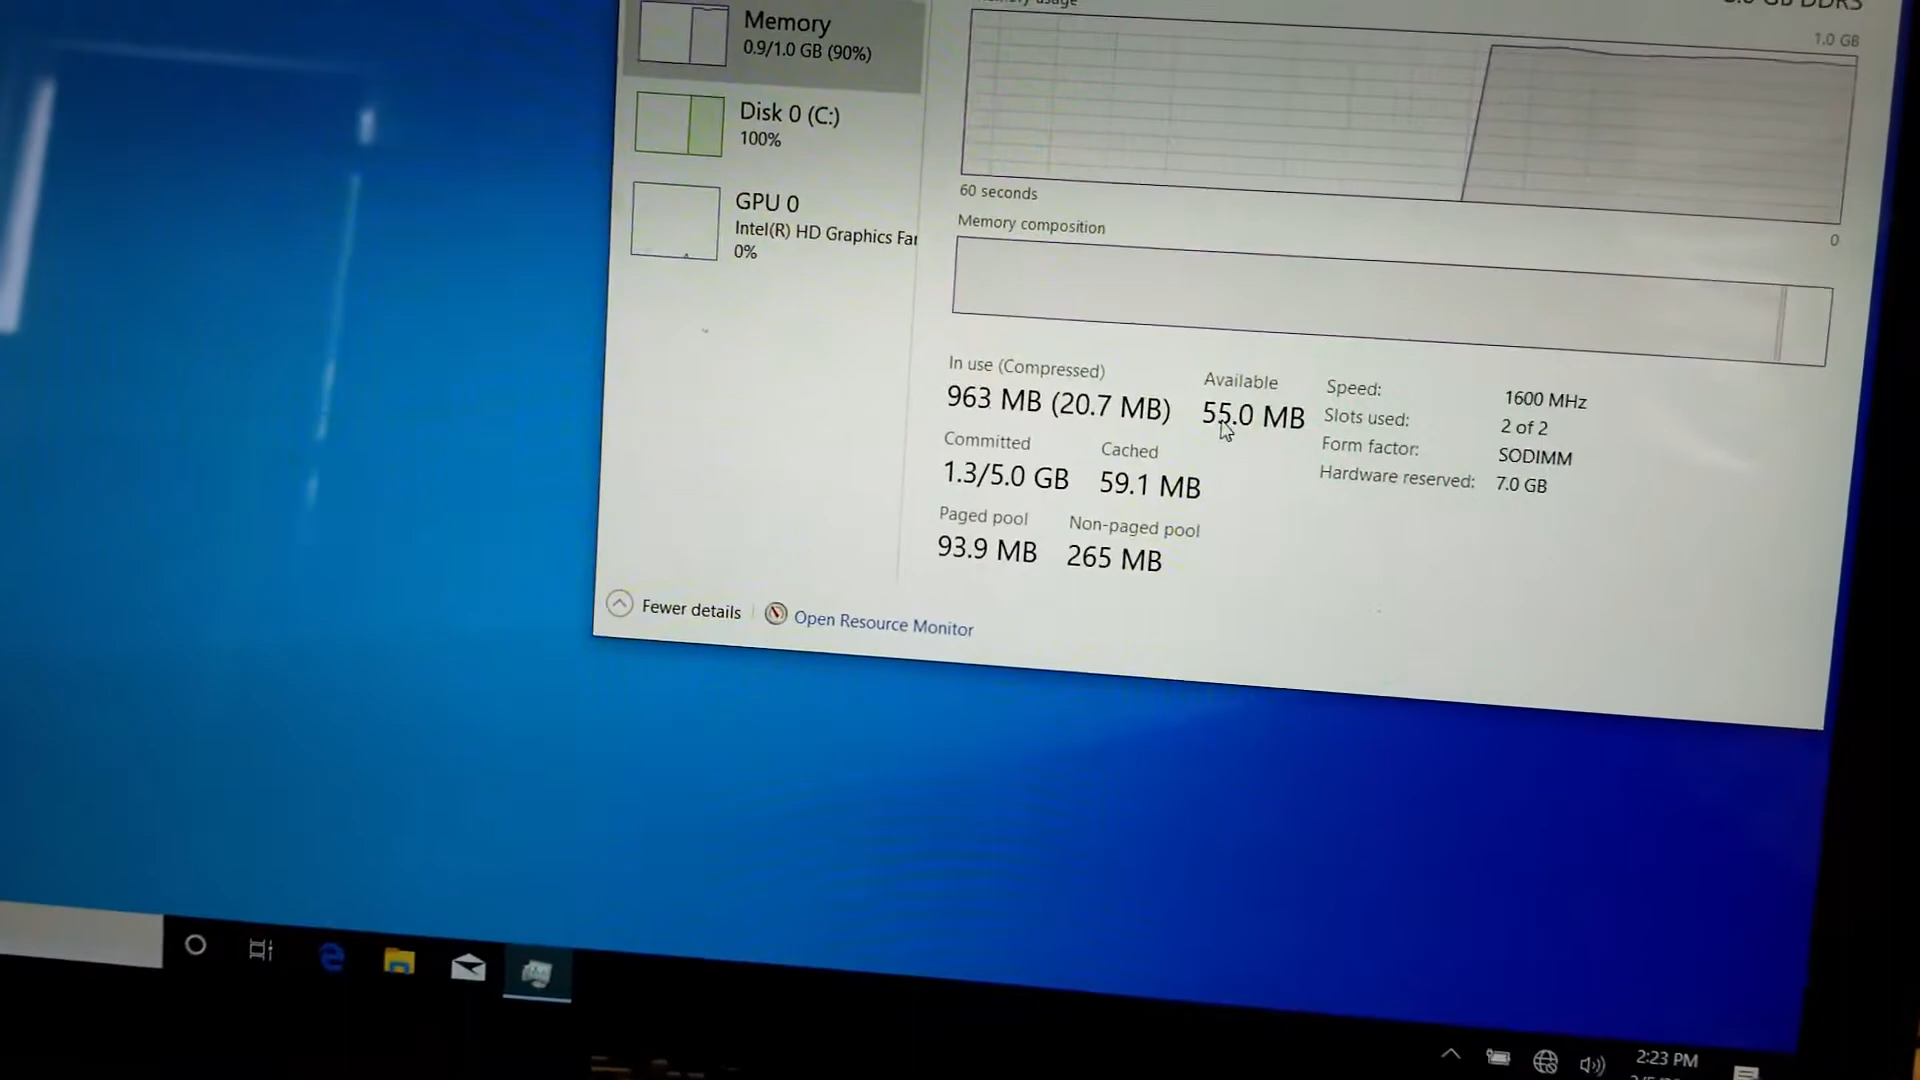 Memory
0.9/1.0 GB (90%)
Disk 0 (C:)
100%
GPU 0
Intel(R) HD Graphics Fa
0%
usage
GB DDR3
1.0 GB
60 seconds
0
Memory composition
In use (Compressed)
963 MB (20.7 MB)
Available
55.0 MB
Committed
1.3/5.0 GB
Cached
59.1 MB
Paged pool
93.9 MB
Non-paged pool
265 MB
Speed: 1600 MHz
Slots used: 2 of 2
Form factor: SODIMM
Hardware reserved: 7.0 GB
Fewer details
Open Resource Monitor
2:23 PM